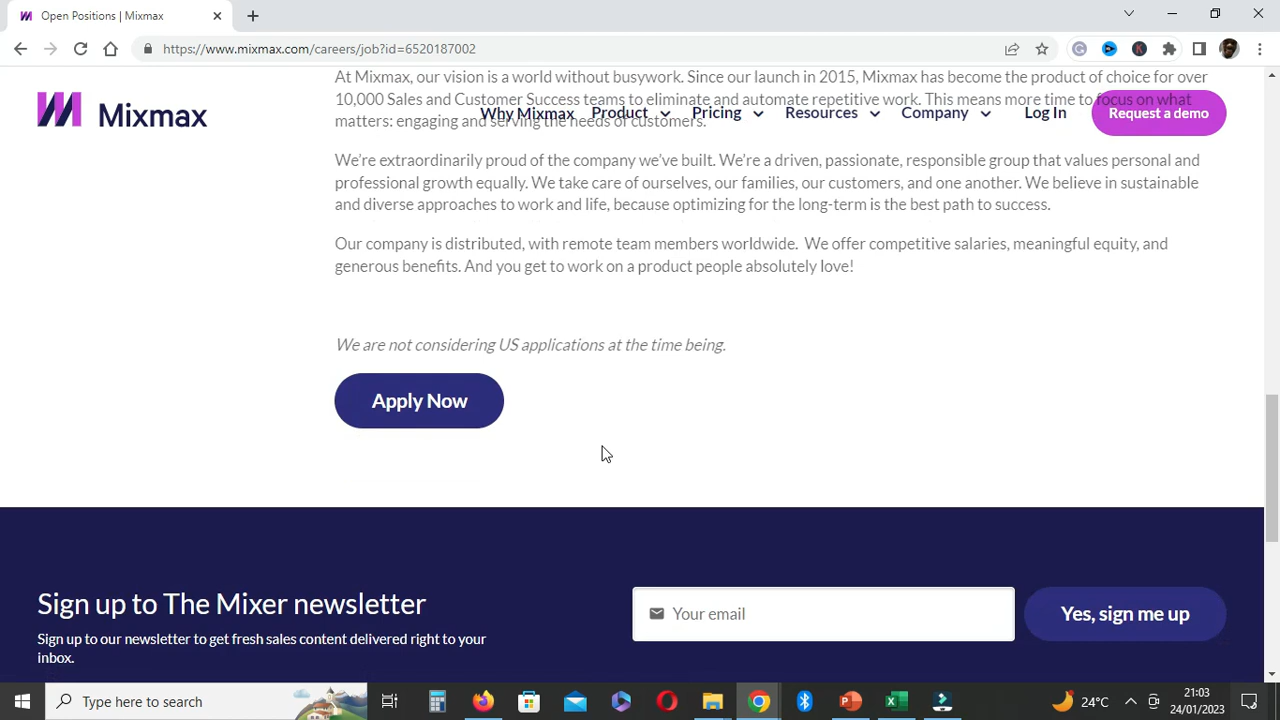 Open Positions | Mixmax
https://www.mixmax.com/careers/job?id=6520187002
At Mixmax, our vision is a world without busywork. Since our launch in 2015, Mixmax has become the product of choice for over
10,000 Sales and Customer Success teams to eliminate and automate repetitive work. This means more time to focus on what
Mixmax
Why Mixmax Product Pricing Resources Company Log In Request a demo
matters: engaging and serving the needs of customers.
We're extraordinarily proud of the company we've built. We're a driven, passionate, responsible group that values personal and
professional growth equally. We take care of ourselves, our families, our customers, and one another. We believe in sustainable
and diverse approaches to work and life, because optimizing for the long-term is the best path to success.
Our company is distributed, with remote team members worldwide.  We offer competitive salaries, meaningful equity, and
generous benefits. And you get to work on a product people absolutely love!
We are not considering US applications at the time being.
Apply Now
Sign up to The Mixer newsletter
Sign up to our newsletter to get fresh sales content delivered right to your
inbox.
Your email
Yes, sign me up
Type here to search
24°C
21:03
24/01/2023